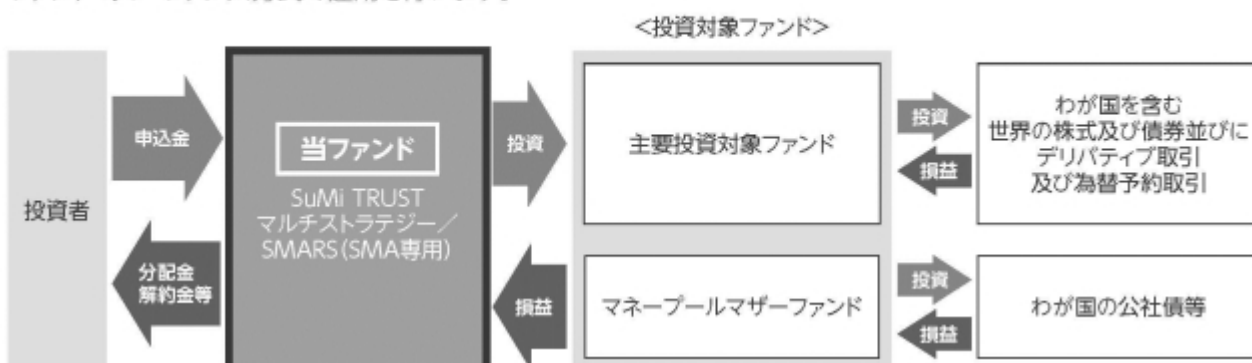 <投資対象ファンド>
投資者
申込金
分配金
解約金等
当ファンド
SuMi TRUST
マルチストラテジー／
SMARS（SMA専用）
投資
損益
主要投資対象ファンド
投資
損益
わが国を含む
世界の株式及び債券並びに
デリバティブ取引
及び為替予約取引
マネープールマザーファンド
投資
損益
わが国の公社債等